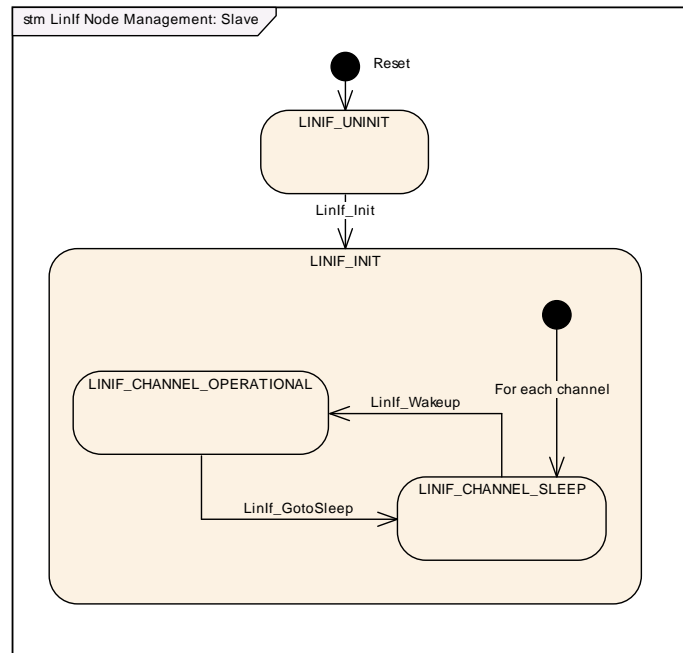 stm LinIf Node Management: Slave
Reset
LINIF_UNINIT
LinIf_Init
LINIF_INIT
LINIF_CHANNEL_OPERATIONAL
For each channel
LinIf_Wakeup
LINIF_CHANNEL_SLEEP
LinIf_GotoSleep